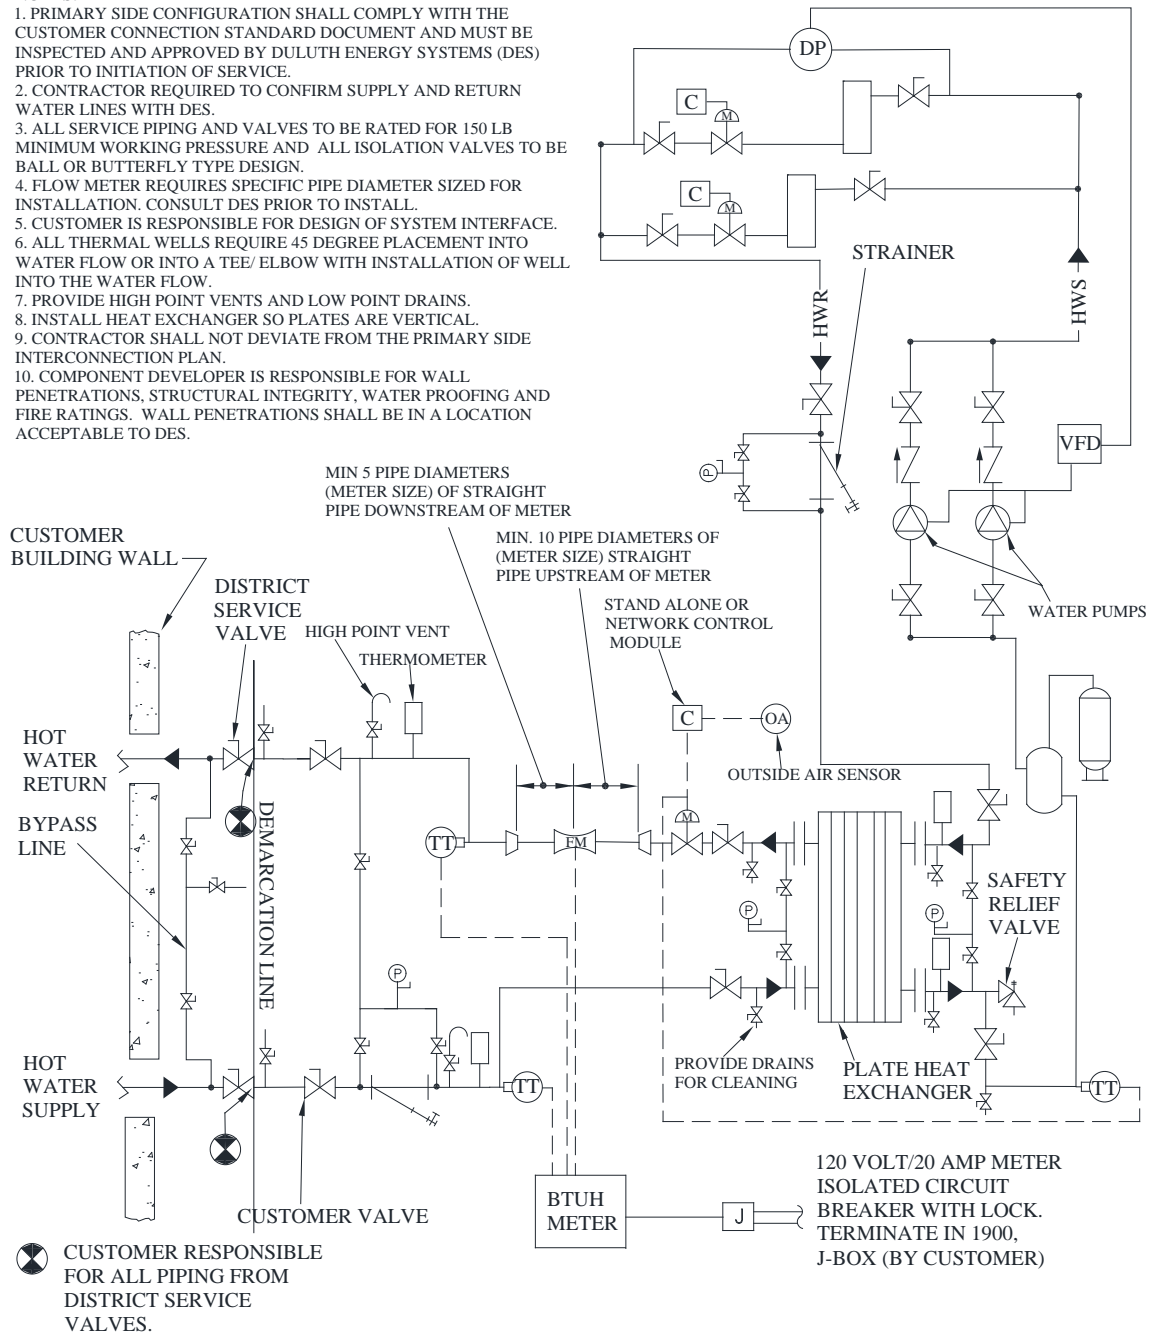 1. PRIMARY SIDE CONFIGURATION SHALL COMPLY WITH THE
CUSTOMER CONNECTION STANDARD DOCUMENT AND MUST BE
INSPECTED AND APPROVED BY DULUTH ENERGY SYSTEMS (DES)
PRIOR TO INITIATION OF SERVICE.
2. CONTRACTOR REQUIRED TO CONFIRM SUPPLY AND RETURN
WATER LINES WITH DES.
3. ALL SERVICE PIPING AND VALVES TO BE RATED FOR 150 LB
MINIMUM WORKING PRESSURE AND ALL ISOLATION VALVES TO BE
BALL OR BUTTERFLY TYPE DESIGN.
4. FLOW METER REQUIRES SPECIFIC PIPE DIAMETER SIZED FOR
INSTALLATION. CONSULT DES PRIOR TO INSTALL.
5. CUSTOMER IS RESPONSIBLE FOR DESIGN OF SYSTEM INTERFACE.
6. ALL THERMAL WELLS REQUIRE 45 DEGREE PLACEMENT INTO
WATER FLOW OR INTO A TEE/ ELBOW WITH INSTALLATION OF WELL
INTO THE WATER FLOW.
7. PROVIDE HIGH POINT VENTS AND LOW POINT DRAINS.
8. INSTALL HEAT EXCHANGER SO PLATES ARE VERTICAL.
9. CONTRACTOR SHALL NOT DEVIATE FROM THE PRIMARY SIDE
INTERCONNECTION PLAN.
10. COMPONENT DEVELOPER IS RESPONSIBLE FOR WALL
PENETRATIONS, STRUCTURAL INTEGRITY, WATER PROOFING AND
FIRE RATINGS. WALL PENETRATIONS SHALL BE IN A LOCATION
ACCEPTABLE TO DES.
DP
C
M
C
M
STRAINER
HWR
HWS
VFD
P
WATER PUMPS
MIN 5 PIPE DIAMETERS
(METER SIZE) OF STRAIGHT
PIPE DOWNSTREAM OF METER
MIN. 10 PIPE DIAMETERS OF
(METER SIZE) STRAIGHT
PIPE UPSTREAM OF METER
STAND ALONE OR
NETWORK CONTROL
MODULE
CUSTOMER
BUILDING WALL
DISTRICT
SERVICE
VALVE
HIGH POINT VENT
THERMOMETER
C
OA
OUTSIDE AIR SENSOR
HOT
WATER
RETURN
BYPASS
LINE
DEMARCATION LINE
TT
FM
M
P
P
SAFETY
RELIEF
VALVE
P
PROVIDE DRAINS
FOR CLEANING
PLATE HEAT
EXCHANGER
HOT
WATER
SUPPLY
TT
TT
CUSTOMER VALVE
BTUH
METER
J
120 VOLT/20 AMP METER
ISOLATED CIRCUIT
BREAKER WITH LOCK.
TERMINATE IN 1900,
J-BOX (BY CUSTOMER)
CUSTOMER RESPONSIBLE
FOR ALL PIPING FROM
DISTRICT SERVICE
VALVES.